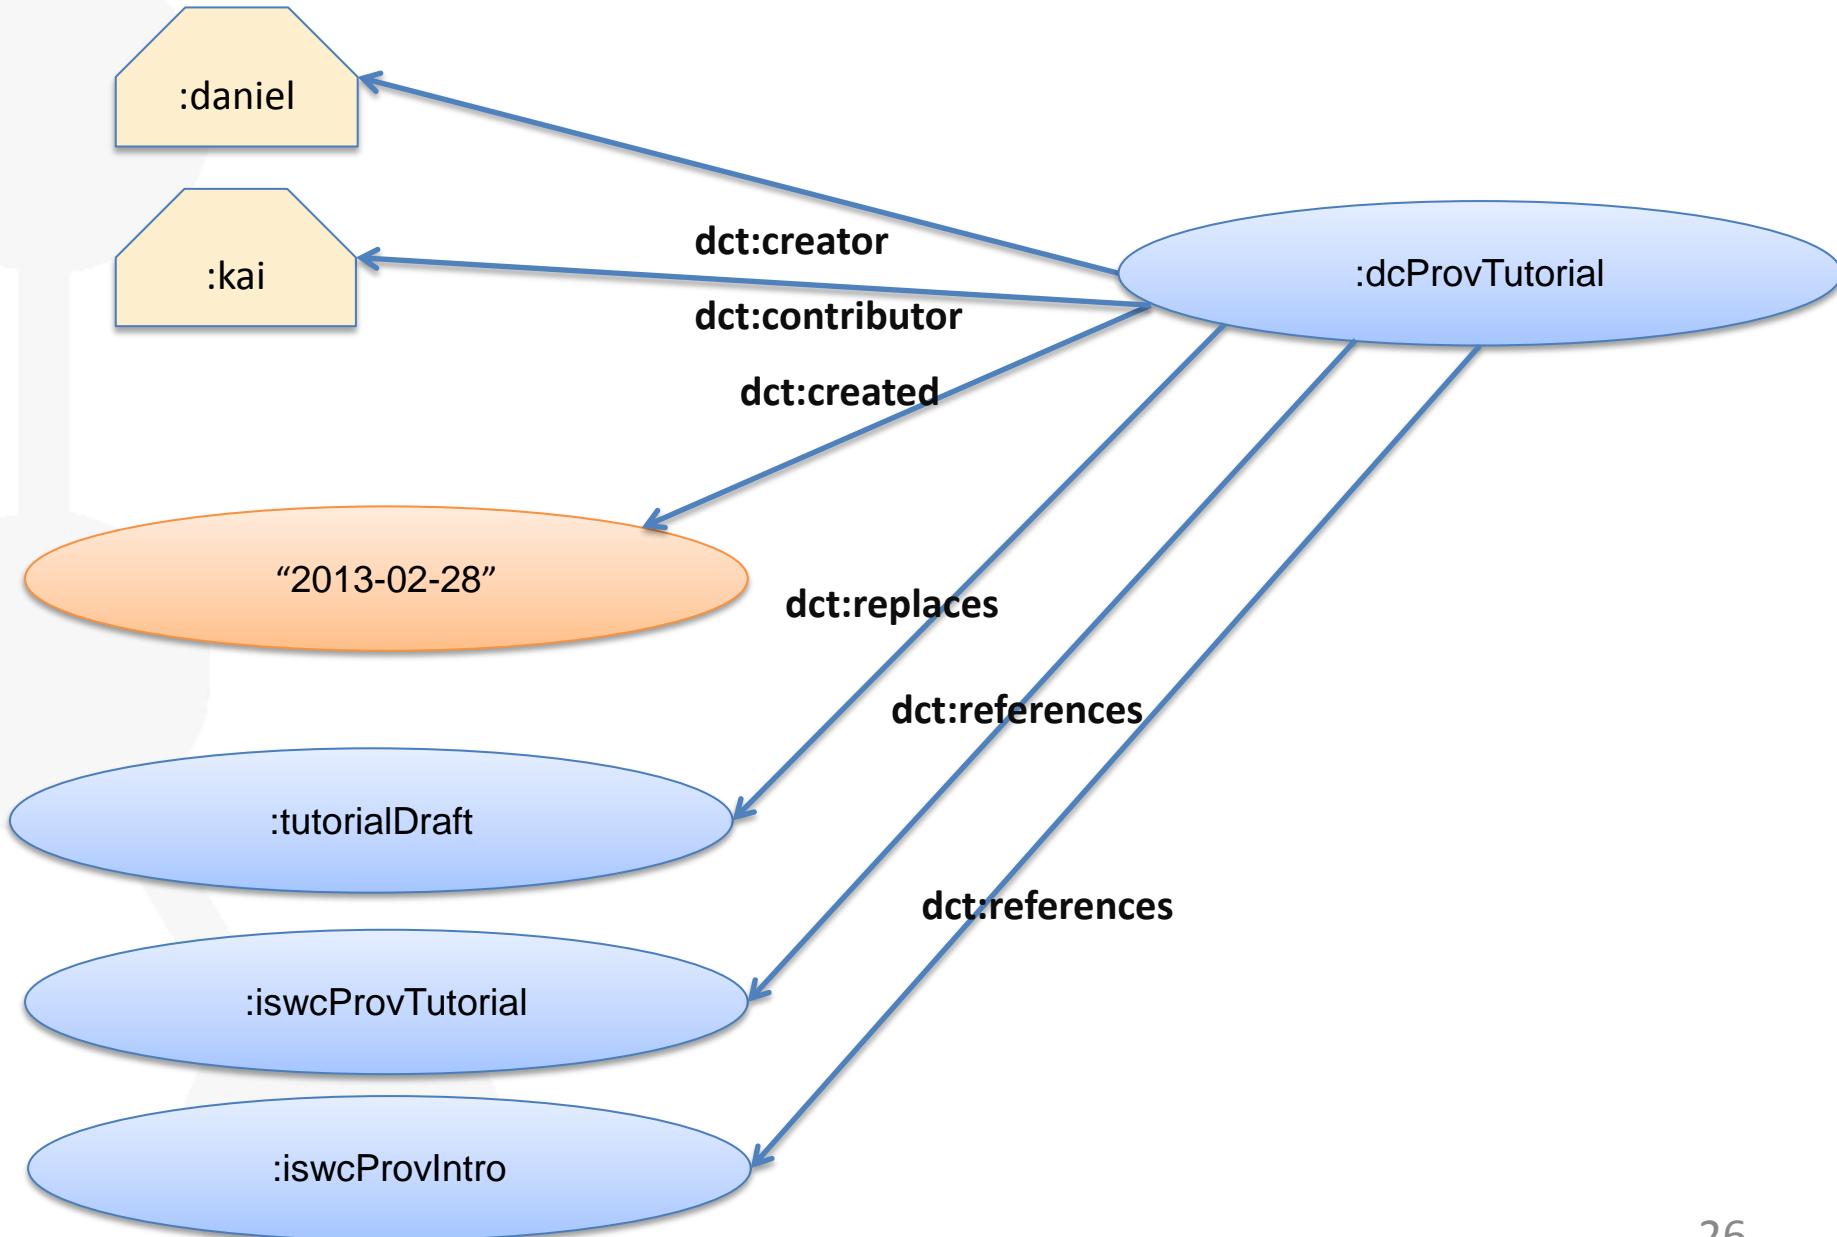 :daniel
:kai
dct:creator
:dcProvTutorial
dct:contributor
dct:created
“2013-02-28”
dct:replaces
dct:references
:tutorialDraft
dct:references
:iswcProvTutorial
:iswcProvIntro
26